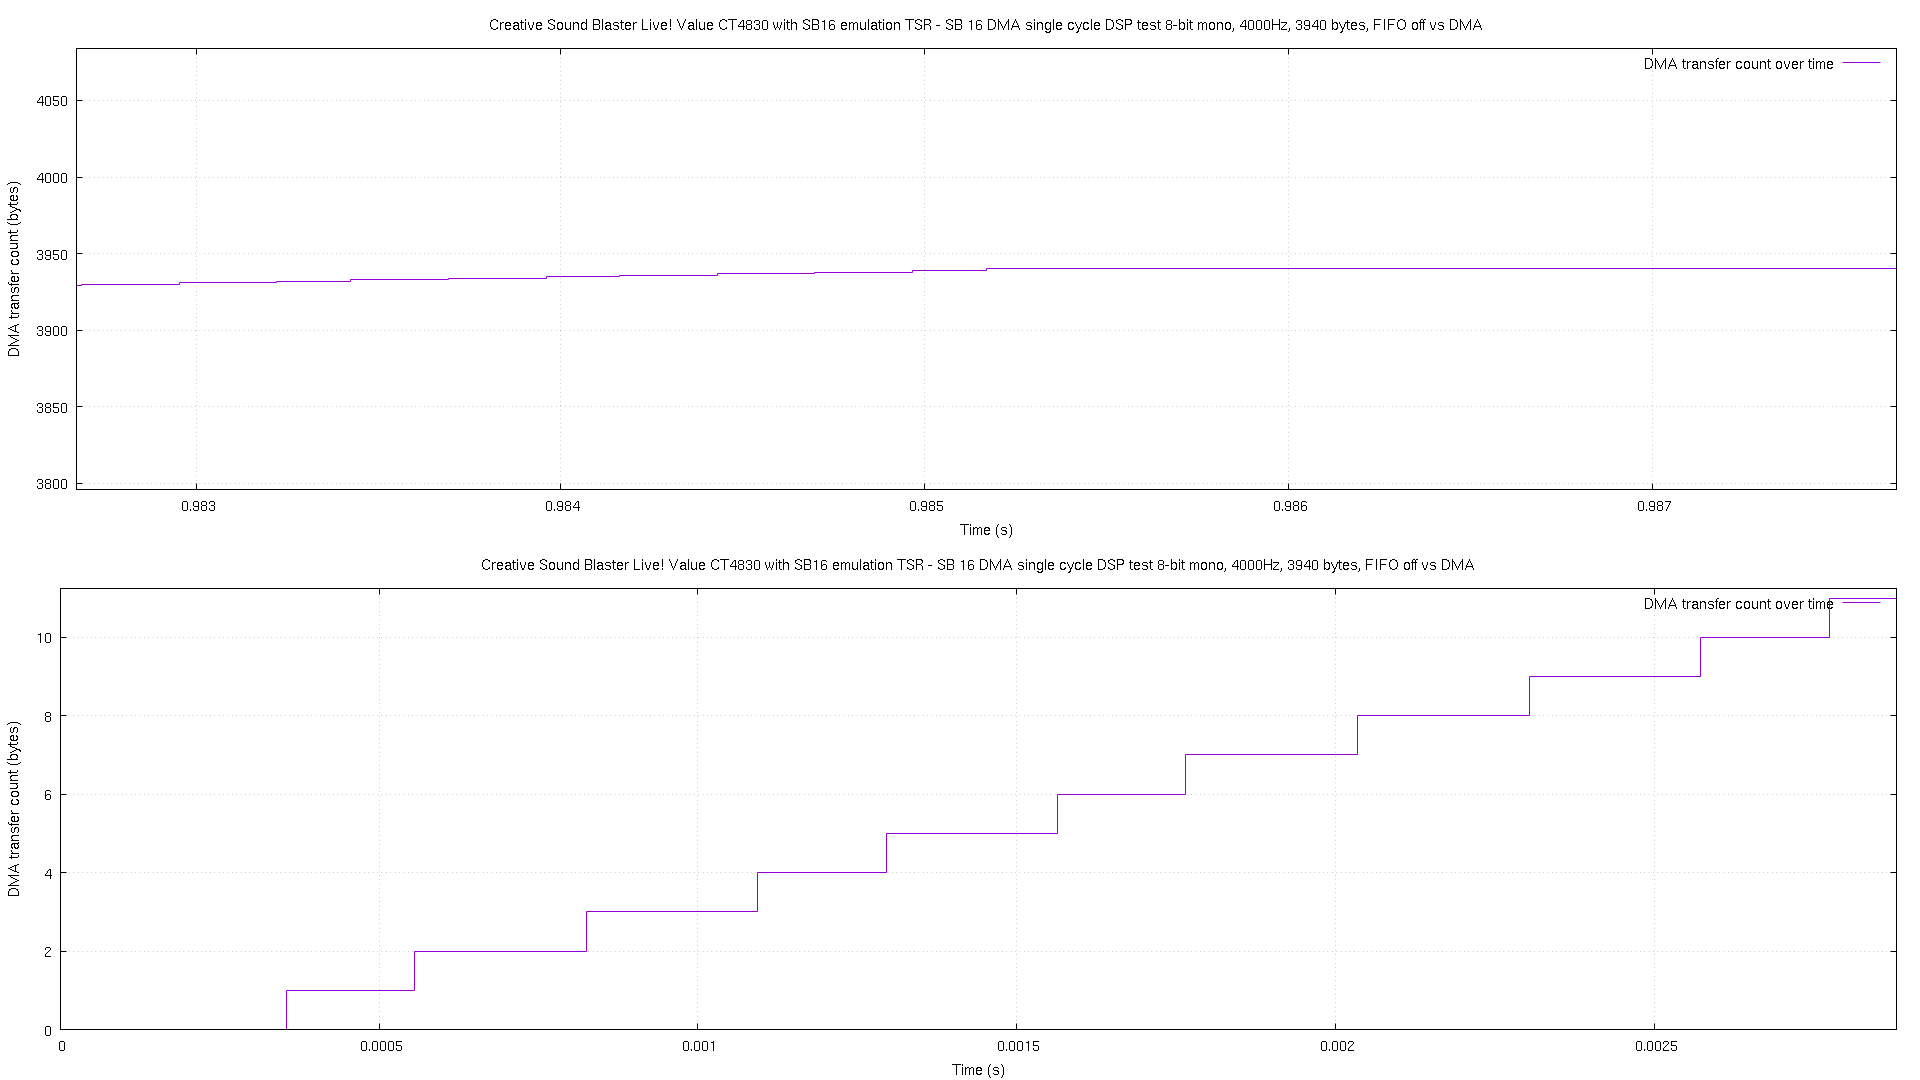 Creative Sound Blaster Live! Value CT4830 with SB16 emulation TSR - SB 16 DMA single cycle DSP test 8-bit mono, 4000Hz, 3940 bytes, FIFO off vs DMA
DMA transfer count over time
4050
4000
3950
3900
3850
3800
DMA transfer count (bytes)
0.983 0.984 0.985 0.986 0.987
Time (s)
Creative Sound Blaster Live! Value CT4830 with SB16 emulation TSR - SB 16 DMA single cycle DSP test 8-bit mono, 4000Hz, 3940 bytes, FIFO off vs DMA
DMA transfer count over time
10
8
6
4
2
0
DMA transfer count (bytes)
0 0.0005 0.001 0.0015 0.002 0.0025
Time (s)